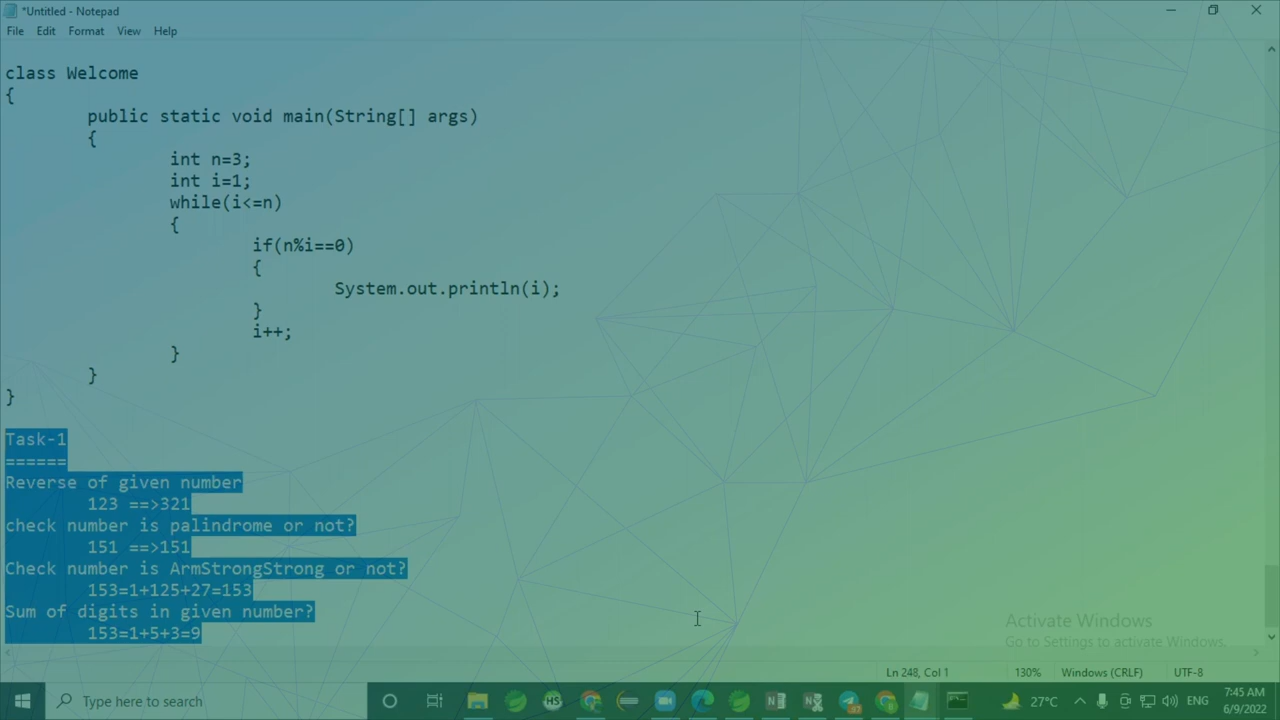 *Untitled - Notepad
File Edit Format View Help
class Welcome
{
public static void main(String[] args)
{
int n=3;
int i=1;
while(i<=n)
{
if(n%i==0)
{
System.out.println(i);
}
i++;
}
}
}
Task-1
======
Reverse of given number
123 ==>321
check number is palindrome or not?
151 ==>151
Check number is ArmStrongStrong or not?
153=1+125+27=153
Sum of digits in given number?
153=1+5+3=9
Activate Windows
Go to Settings to activate Windows.
Ln 248, Col 1 130% Windows (CRLF) UTF-8
Type here to search HS 27°C ENG 7:45 AM
6/9/2022